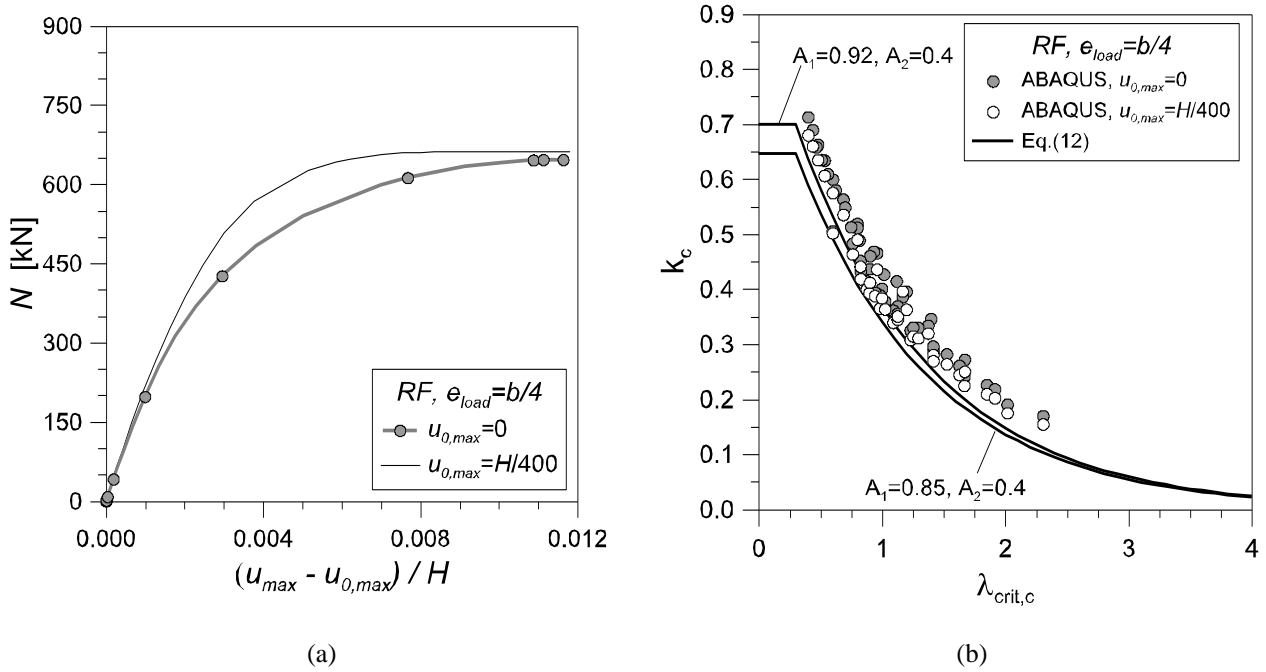 900
750
600
450
300
150
0
N [kN]
0.000
0.004
0.008
0.012
(u_max - u_0,max) / H
RF, e_load=b/4
u_0,max=0
u_0,max=H/400
(a)
0.9
0.8
0.7
0.6
0.5
0.4
0.3
0.2
0.1
0.0
k_c
0
1
2
3
4
λ_crit,c
A_1=0.92, A_2=0.4
RF, e_load=b/4
ABAQUS, u_0,max=0
ABAQUS, u_0,max=H/400
Eq.(12)
A_1=0.85, A_2=0.4
(b)